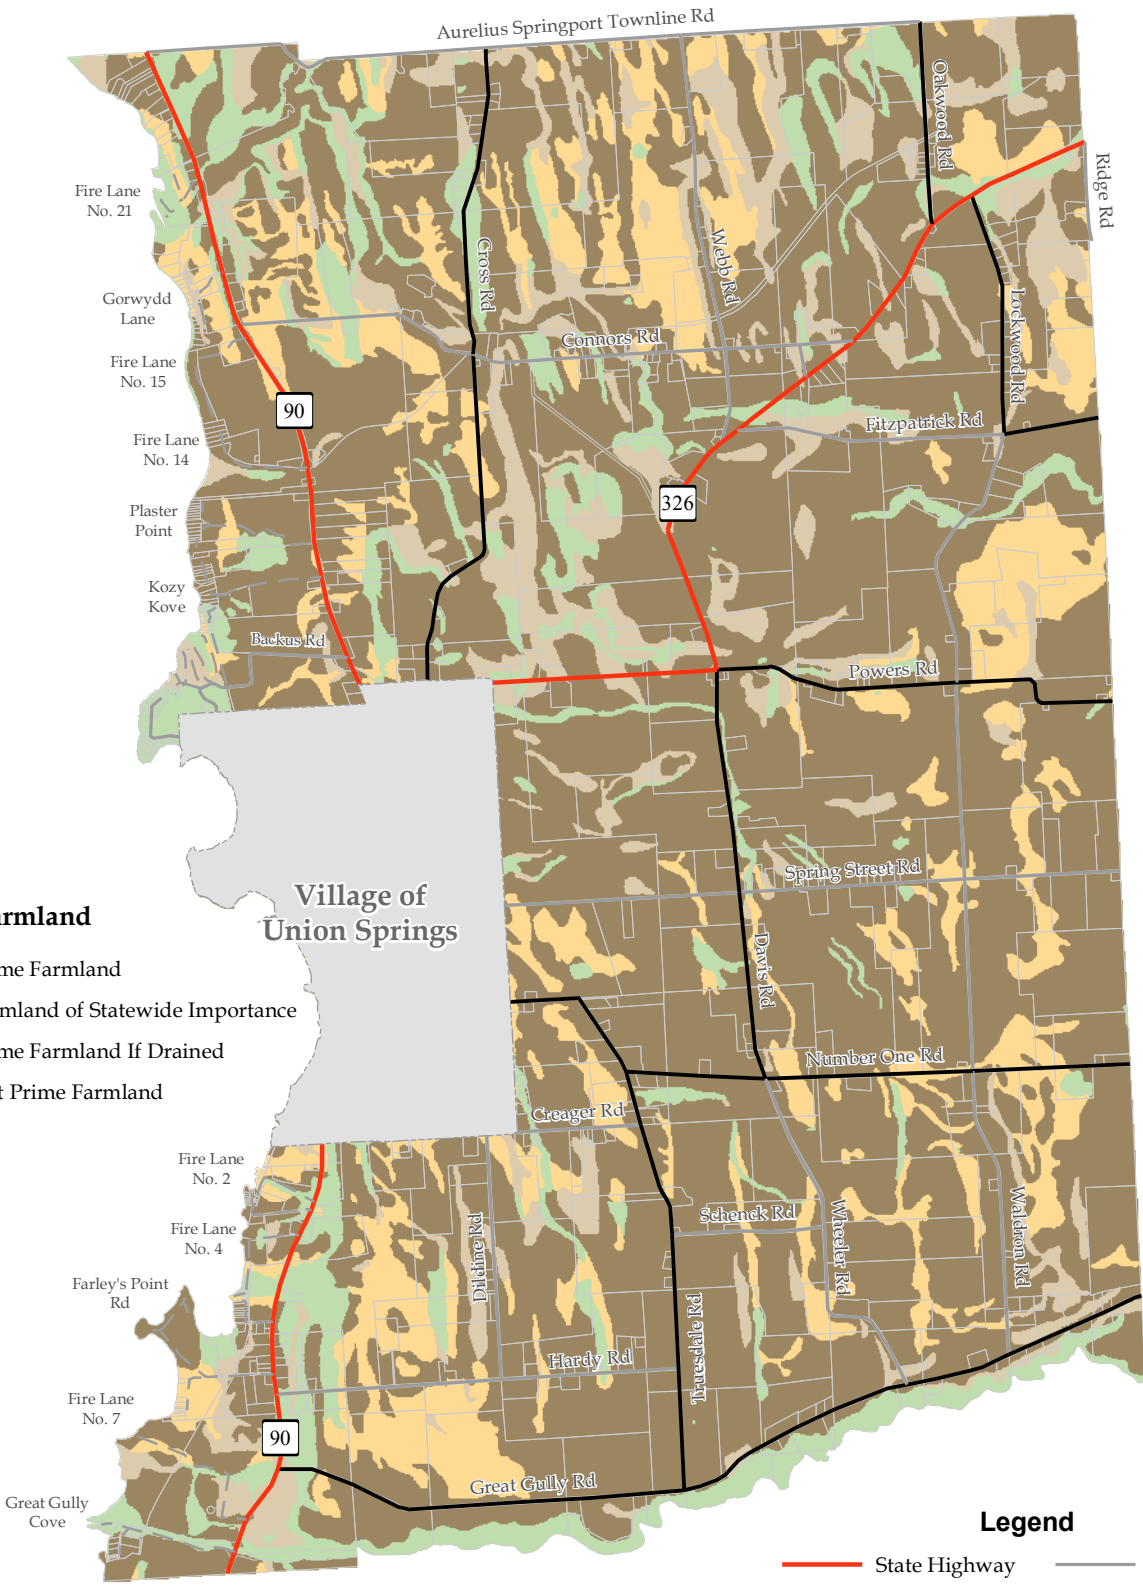 Aurelius Springport Townline Rd
Oakwood Rd
Ridge Rd
Fire Lane
No. 21
Cross Rd
Webb Rd
Gorwydd
Lane
Lockwood Rd
Connors Rd
Fire Lane
No. 15
90
Fitzpatrick Rd
Fire Lane
No. 14
326
Plaster
Point
Kozy
Kove
Backus Rd
Powers Rd
Spring Street Rd
Village of
Union Springs
Davis Rd
Farmland
Farmland of Statewide Importance
Farmland If Drained
Prime Farmland
Number One Rd
Creager Rd
Fire Lane
No. 2
Schenck Rd
Wheeler Rd
Waldron Rd
Fire Lane
No. 4
Dildine Rd
Farley's Point
Rd
Truesdale Rd
Hardy Rd
Fire Lane
No. 7
90
Great Gully Rd
Great Gully
Cove
Legend
State Highway